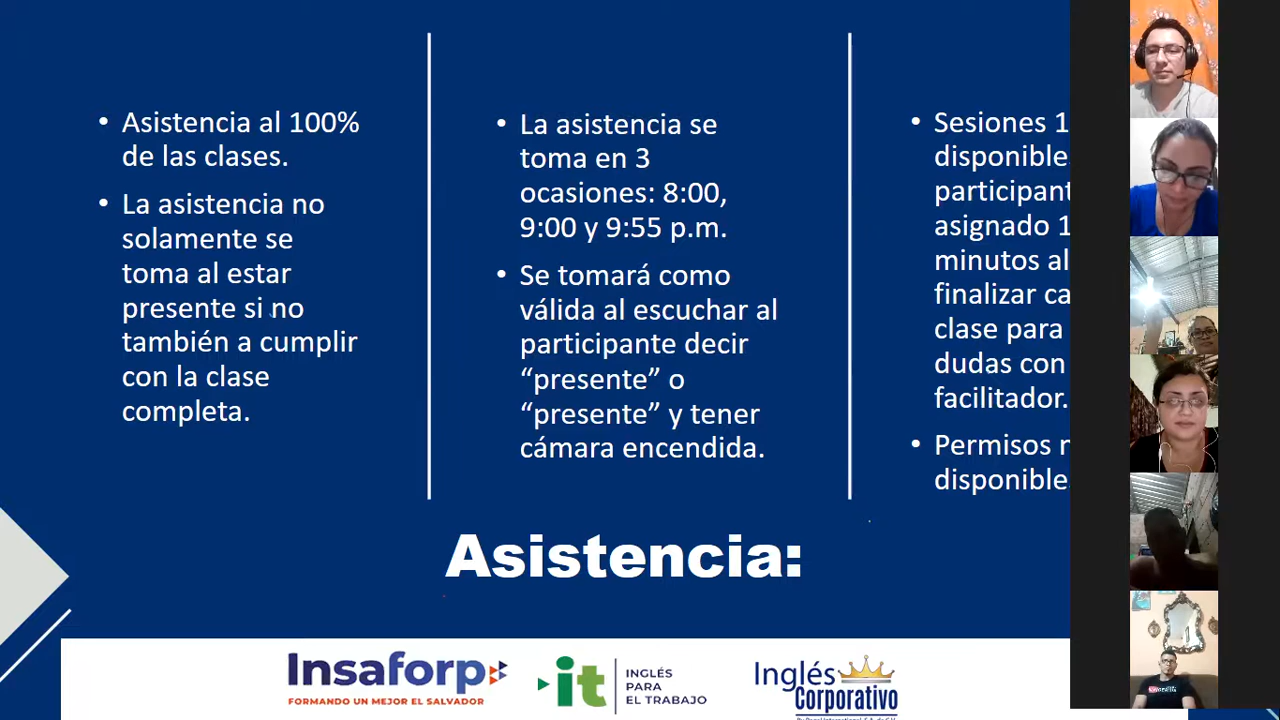 • Asistencia al 100%
de las clases.
• La asistencia no
solamente se
toma al estar
presente si no
también a cumplir
con la clase
completa.
• La asistencia se
toma en 3
ocasiones: 8:00,
9:00 y 9:55 p.m.
• Se tomará como
válida al escuchar al
participante decir
“presente” o
“presente” y tener
cámara encendida.
• Sesiones 1
disponible
participant
asignado 1
minutos al
finalizar ca
clase para
dudas con
facilitador.
• Permisos n
disponible
Asistencia:
Insaforp
FORMANDO UN MEJOR EL SALVADOR
it
INGLÉS
PARA
EL TRABAJO
Inglés
Corporativo